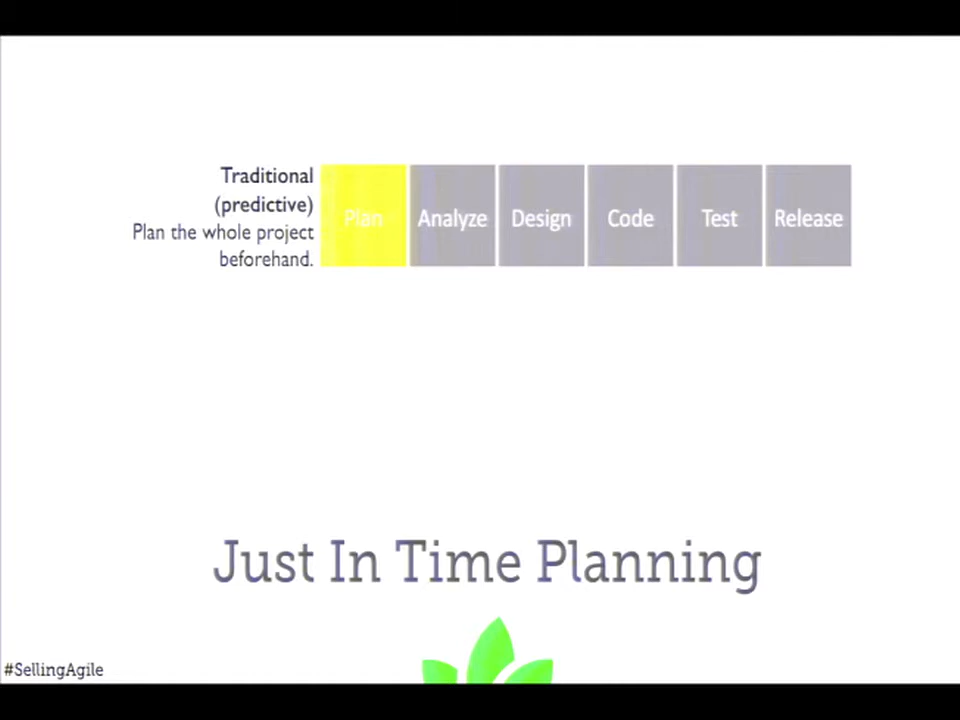 Traditional
(predictive)
Plan the whole project
beforehand.
Plan Analyze Design Code Test Release
Just In Time Planning
#SellingAgile